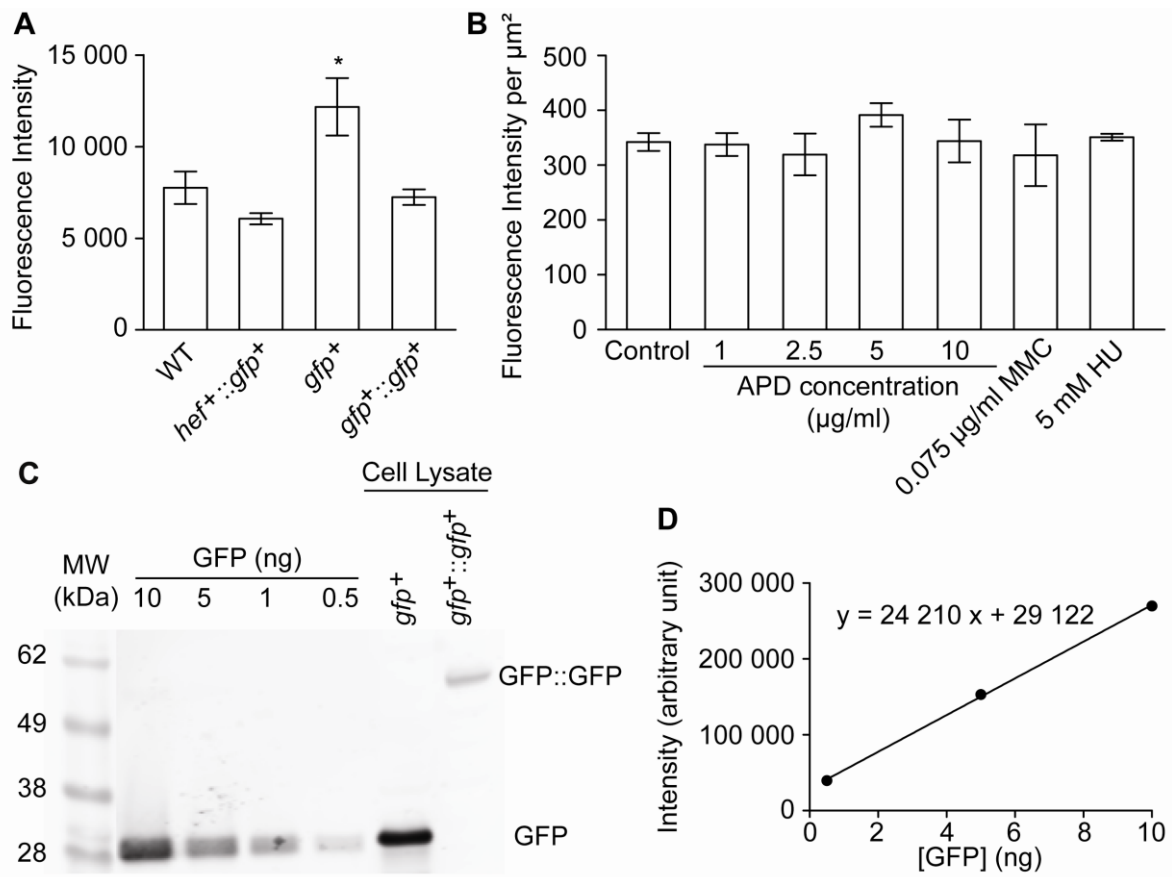 A
Fluorescence Intensity
15 000
10 000
5 000
0
*
WT
hef⁺::gfp⁺
gfp⁺
gfp⁺::gfp⁺
B
Fluorescence Intensity per µm²
500
400
300
200
100
0
Control
1
2.5
5
10
APD concentration
(µg/ml)
0.075 µg/ml MMC
5 mM HU
C
Cell Lysate
MW
(kDa)
GFP (ng)
10
5
1
0.5
gfp⁺
gfp⁺::gfp⁺
62
49
38
28
GFP::GFP
GFP
D
Intensity (arbitrary unit)
300 000
200 000
100 000
0
y = 24 210 x + 29 122
0
2
4
6
8
10
[GFP] (ng)